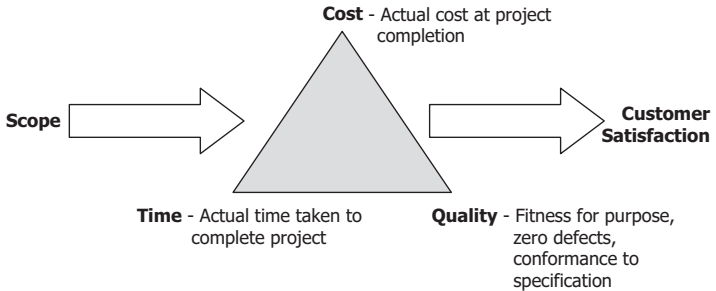 Cost - Actual cost at project
completion
Scope
Customer
Satisfaction
Time - Actual time taken to
complete project
Quality - Fitness for purpose,
zero defects,
conformance to
specification